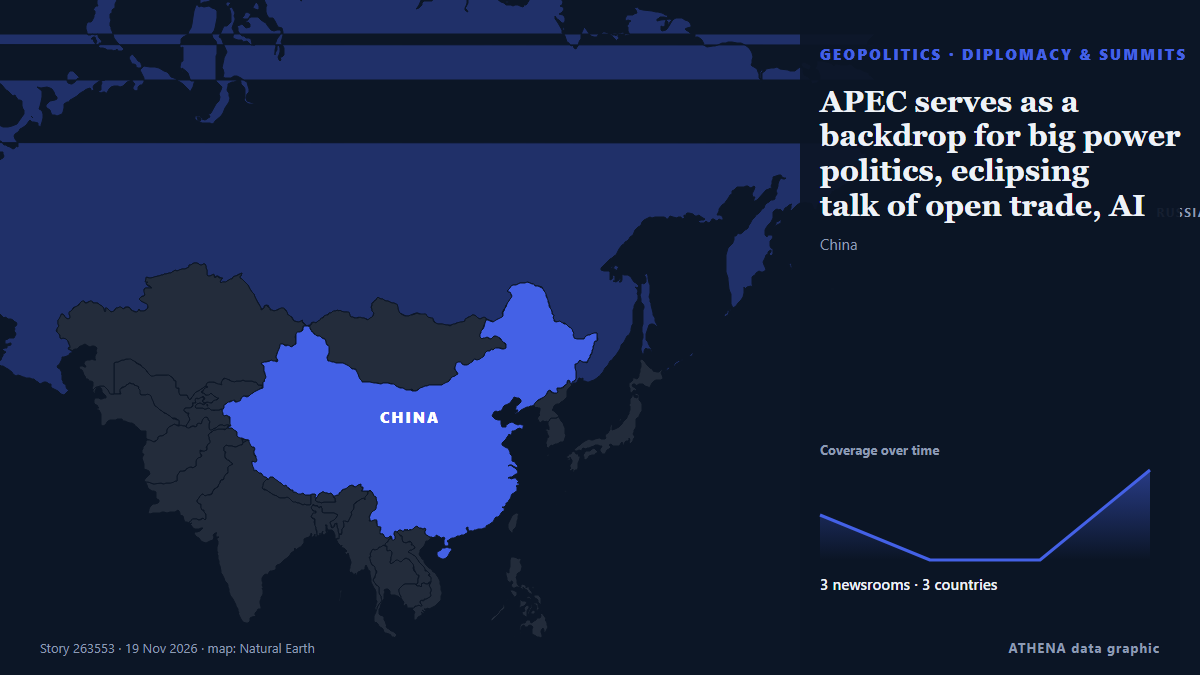 GEOPOLITICS · DIPLOMACY & SUMMITS
APEC serves as a
backdrop for big power
politics, eclipsing
talk of open trade, AI
RUSSIA
China
CHINA
Coverage over time
3 newsrooms · 3 countries
Story 263553 · 19 Nov 2026 · map: Natural Earth
ATHENA data graphic